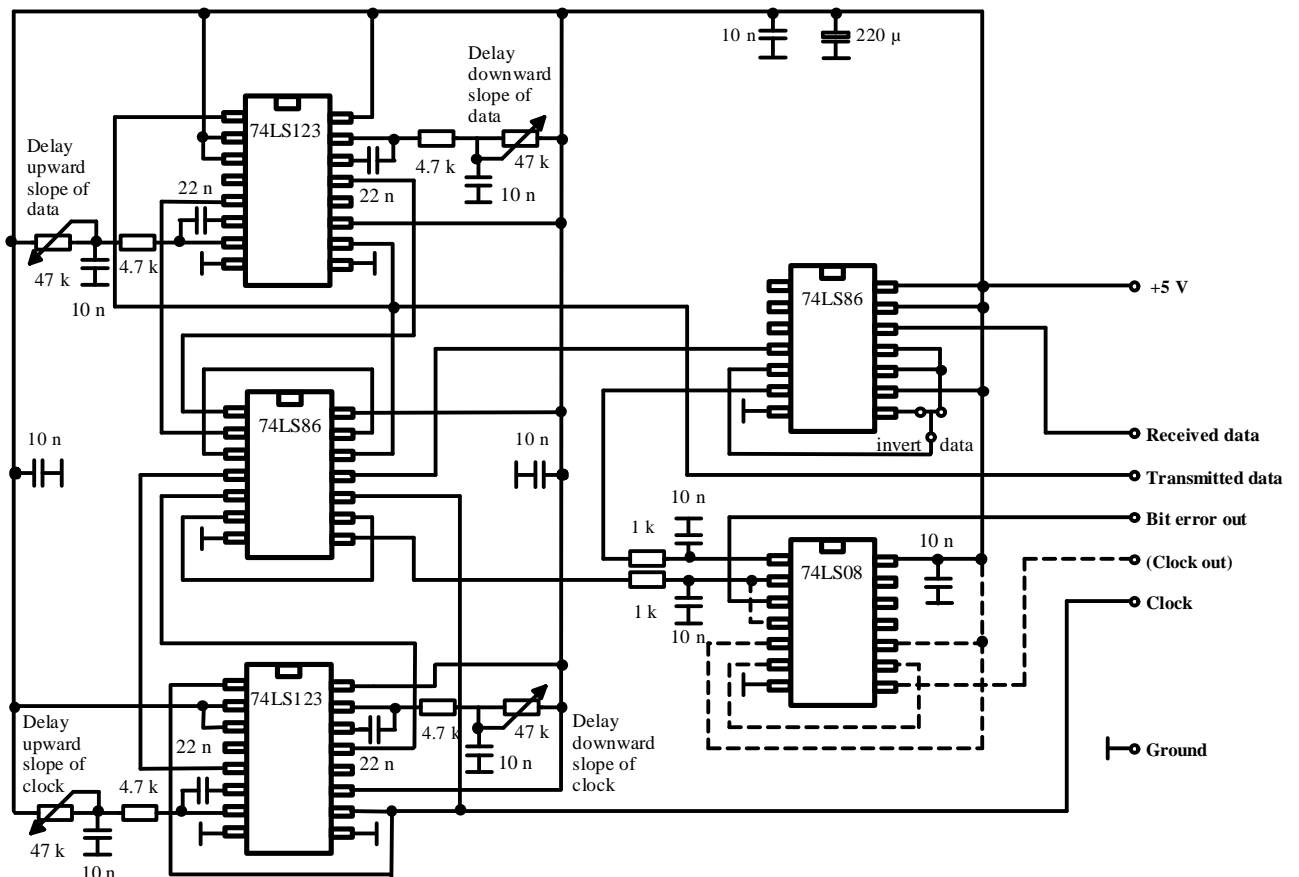 10 n
220 µ
Delay
downward
slope of
data
74LS123
4.7 k
47 k
22 n
10 n
Delay
upward
slope of
data
22 n
47 k
4.7 k
10 n
74LS86
+5 V
74LS86
10 n
10 n
invert data
Received data
Transmitted data
10 n
1 k
Bit error out
74LS08
10 n
(Clock out)
1 k
10 n
Clock
74LS123
Delay
upward
slope of
clock
22 n
4.7 k
47 k
22 n
10 n
Delay
downward
slope of
clock
Ground
4.7 k
47 k
10 n